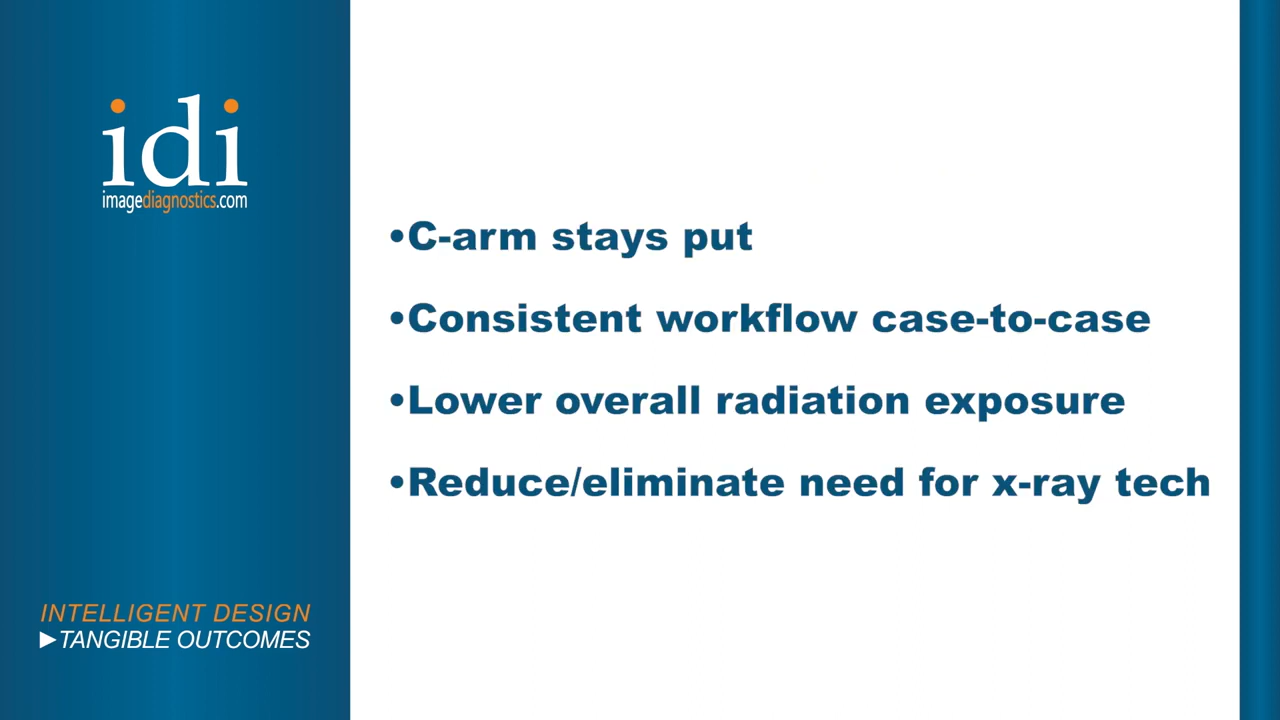 idi
imagediagnostics.com
•C-arm stays put
•Consistent workflow case-to-case
•Lower overall radiation exposure
•Reduce/eliminate need for x-ray tech
INTELLIGENT DESIGN
►TANGIBLE OUTCOMES